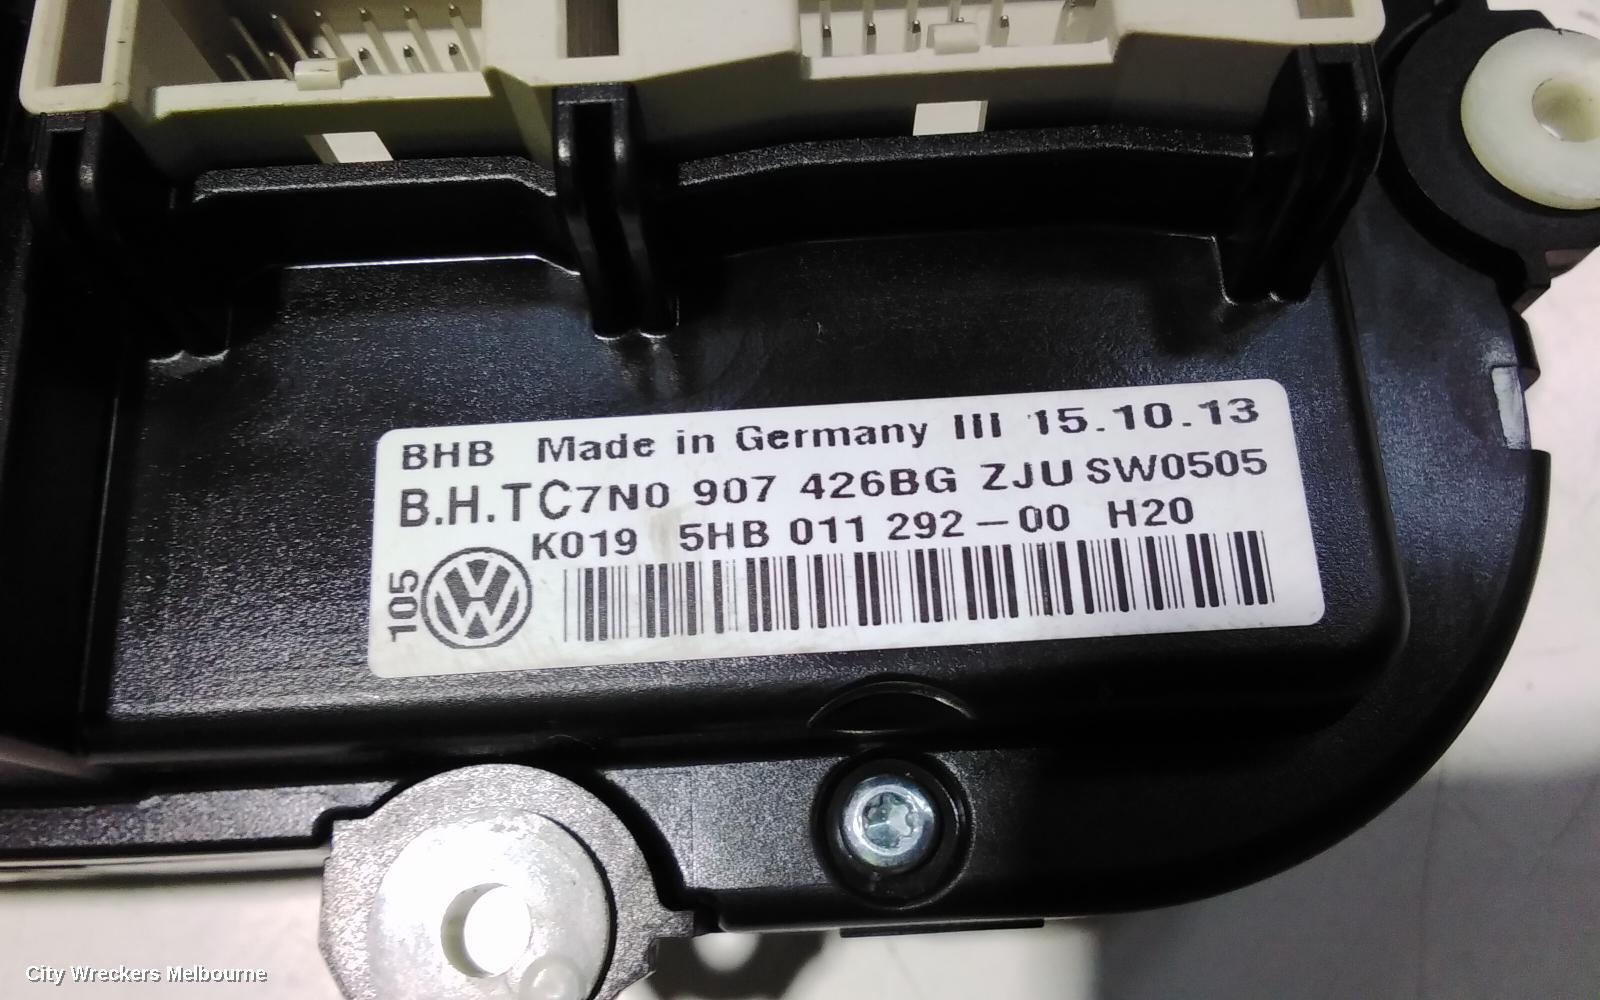 BHB Made in Germany III 15.10.13
B.H.T C7N0 907 426BG ZJU SW0505
K019 5HB 011 292-00 H20
105
City Wreckers Melbourne